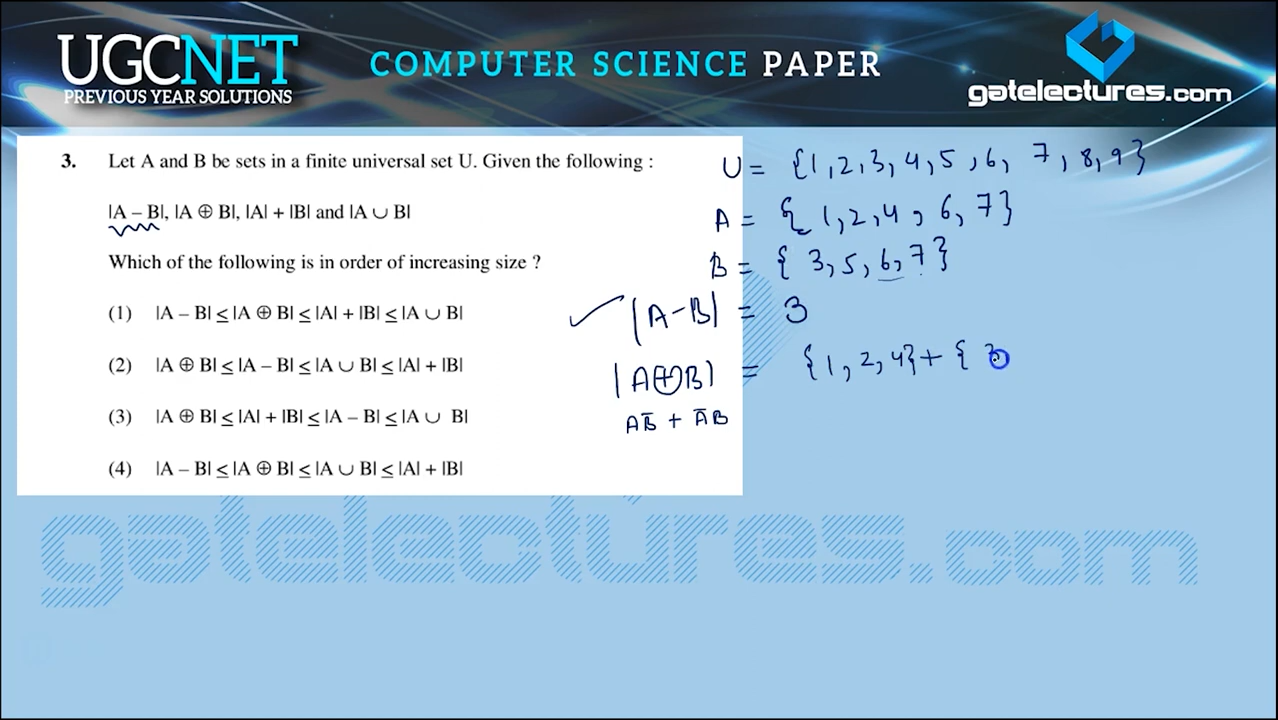 UGCNET
PREVIOUS YEAR SOLUTIONS
COMPUTER SCIENCE PAPER
gatelectures.com
3. Let A and B be sets in a finite universal set U. Given the following :
|A – B|, |A ⊕ B|, |A| + |B| and |A ∪ B|
Which of the following is in order of increasing size ?
(1) |A – B| ≤ |A ⊕ B| ≤ |A| + |B| ≤ |A ∪ B|
(2) |A ⊕ B| ≤ |A – B| ≤ |A ∪ B| ≤ |A| + |B|
(3) |A ⊕ B| ≤ |A| + |B| ≤ |A – B| ≤ |A ∪ B|
(4) |A – B| ≤ |A ⊕ B| ≤ |A ∪ B| ≤ |A| + |B|
U = {1, 2, 3, 4, 5, 6, 7, 8, 9}
A = {1, 2, 4, 6, 7}
B = {3, 5, 6, 7}
✓ |A – B| = 3
|A ⊕ B| = {1, 2, 4} + { 3
AB̅ + A̅B
gatelectures.com